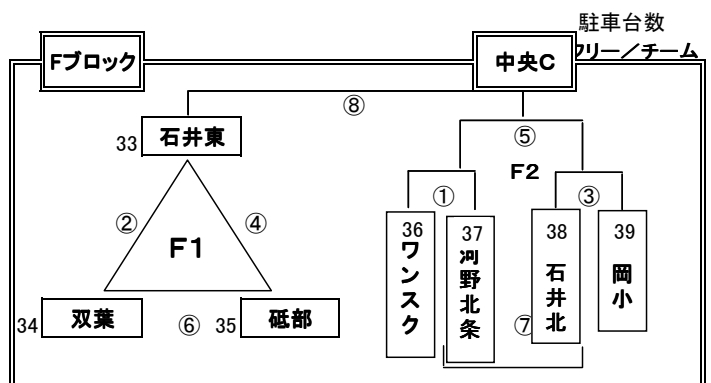 駐車台数
Fブロック
中央C
フリー/チーム
⑧
33
石井東
⑤
F2
②
④
F1
①
③
36
ワンスク
37
河野北条
38
石井北
39
岡小
34
双葉
⑥
35
砥部
⑦